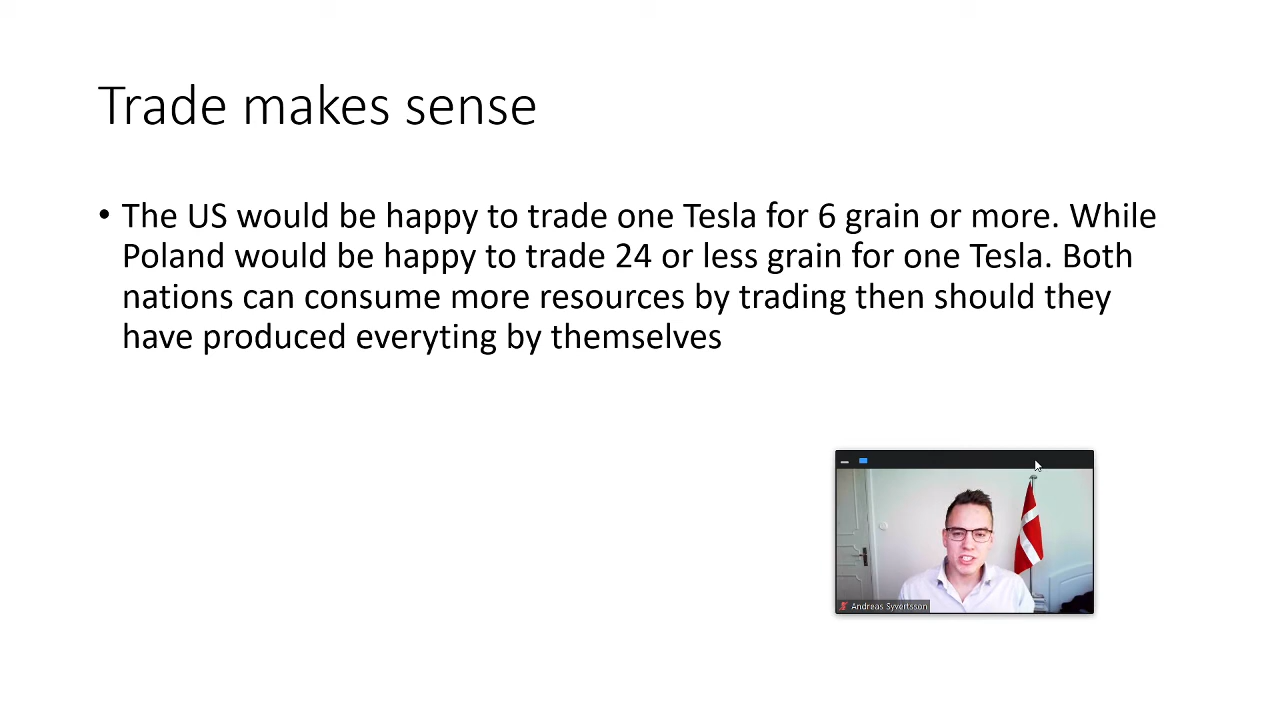 Trade makes sense
• The US would be happy to trade one Tesla for 6 grain or more. While
Poland would be happy to trade 24 or less grain for one Tesla. Both
nations can consume more resources by trading then should they
have produced everyting by themselves
Andreas Syvertsson